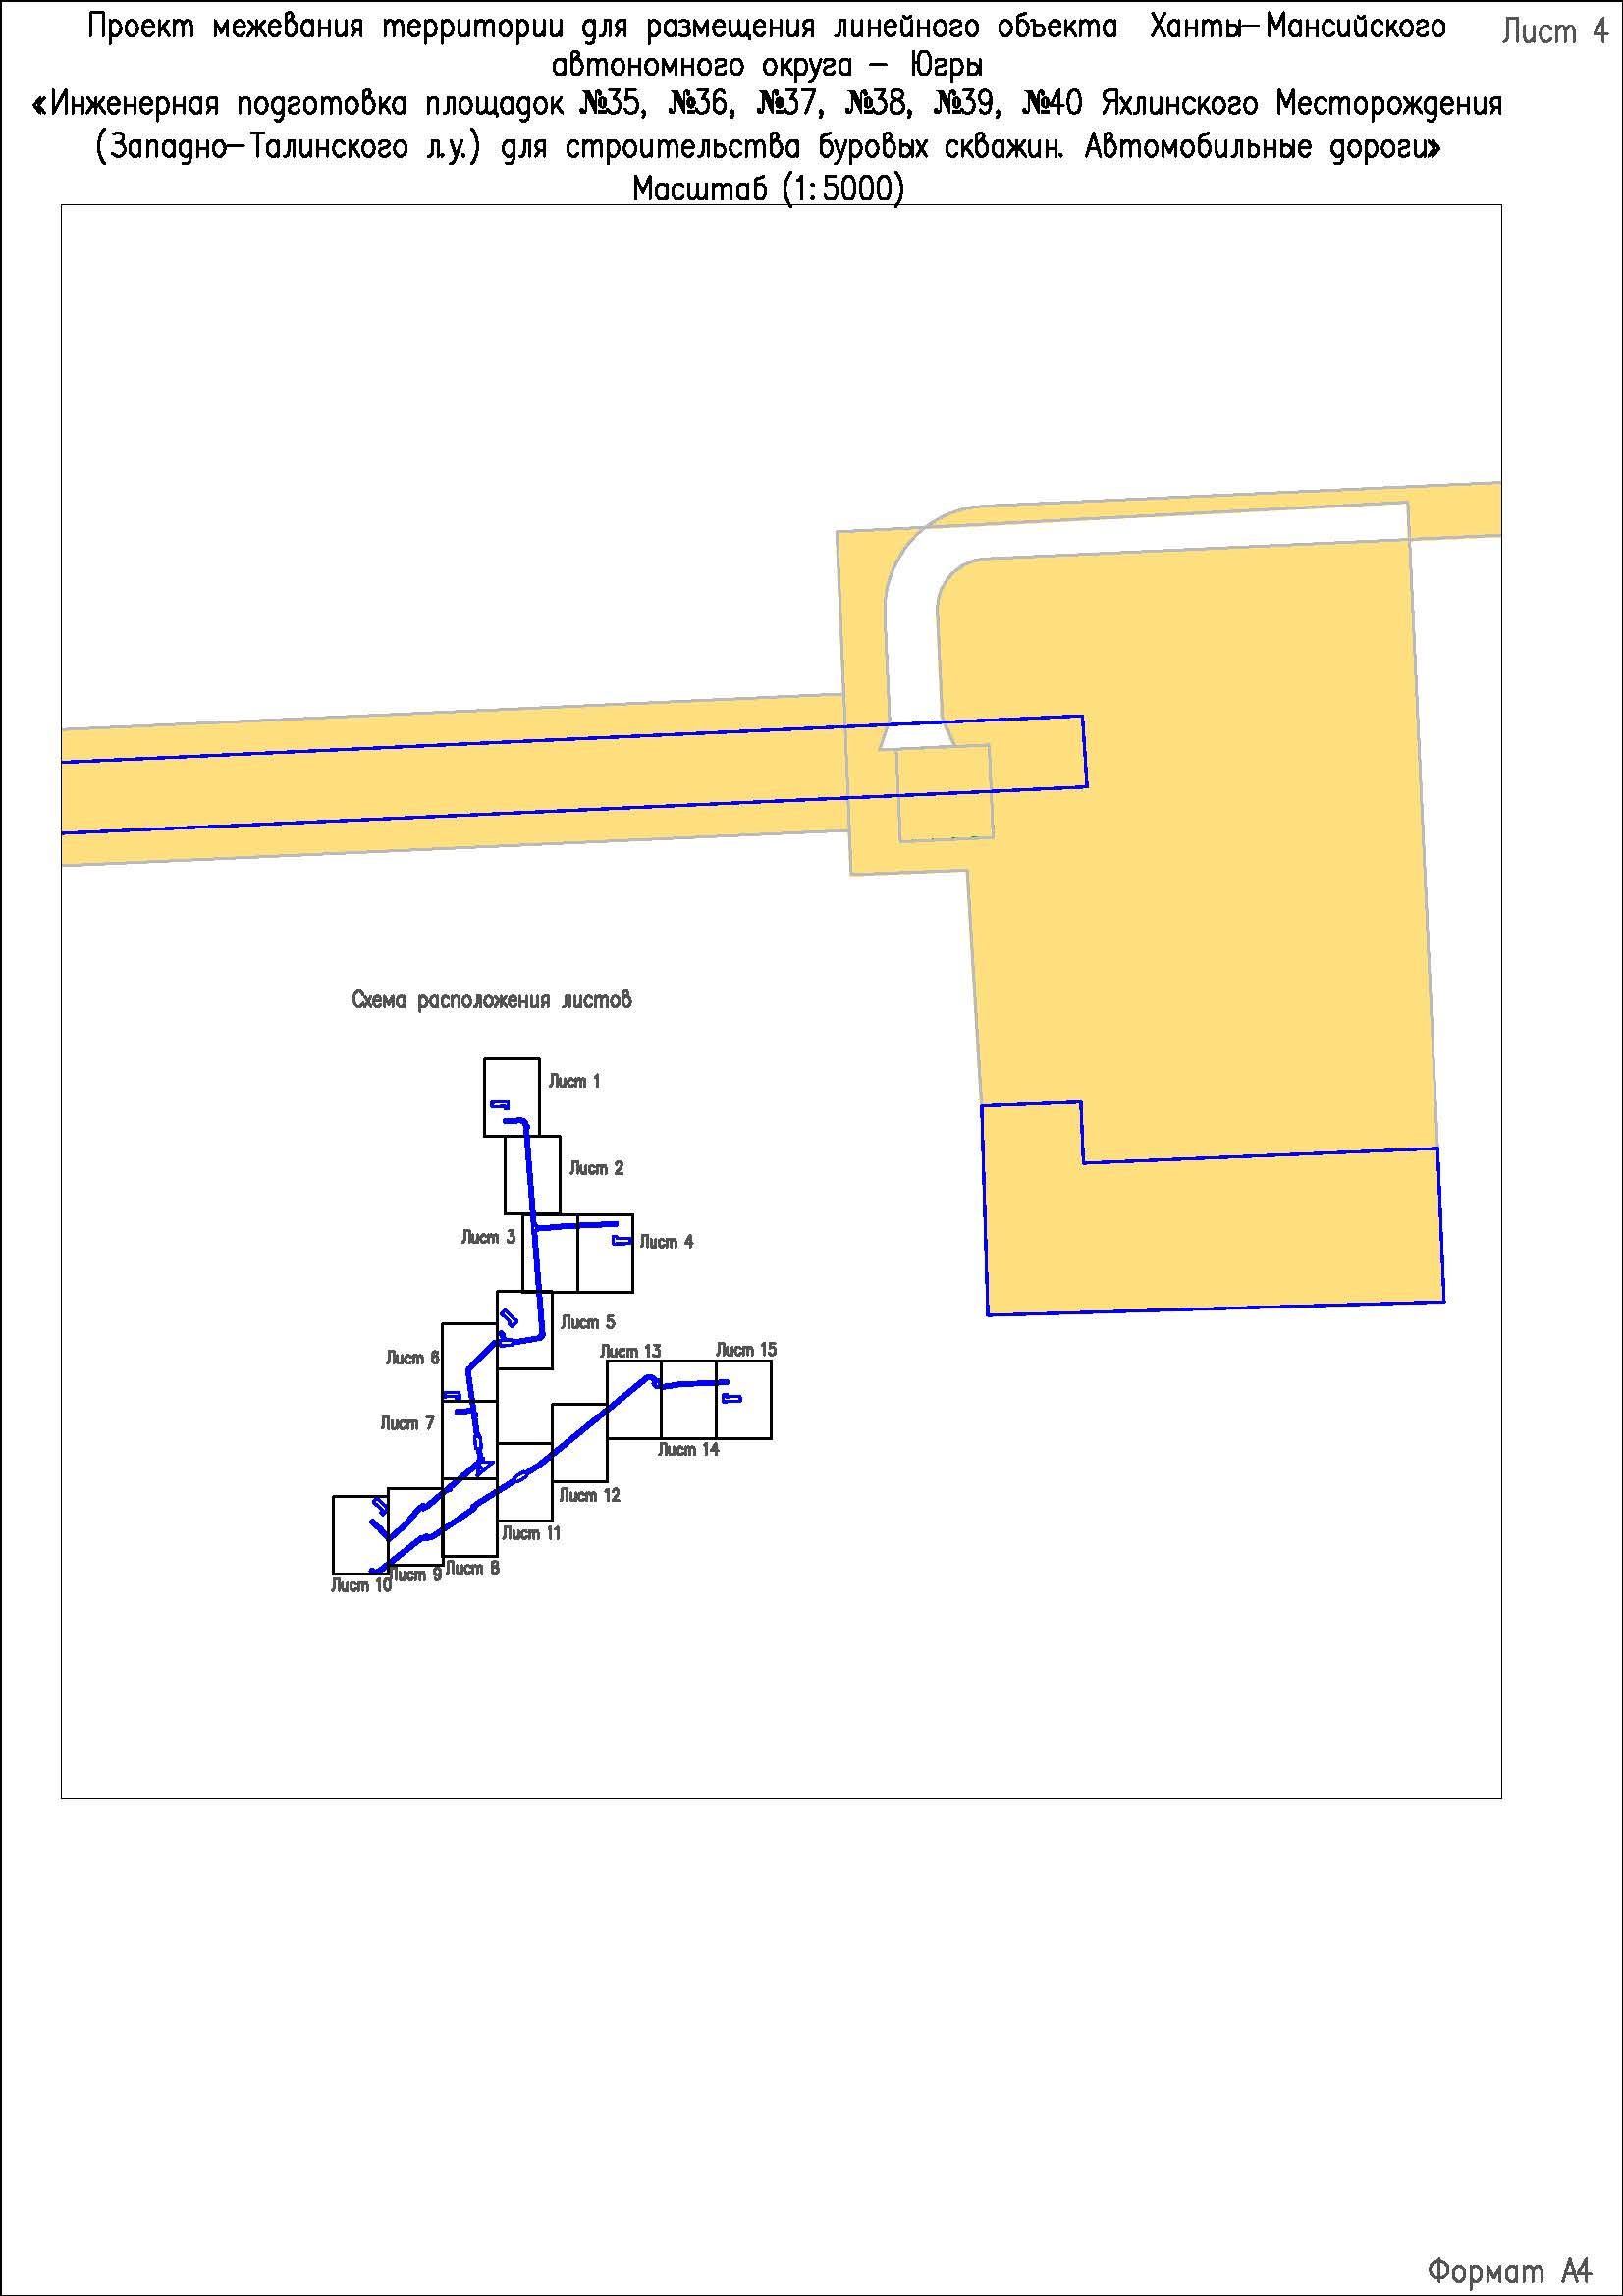 Лист 4
Проект межевания территории для размещения линейного объекта Ханты-Мансийского
автономного округа - Югры
«Инженерная подготовка площадок №35, №36, №37, №38, №39, №40 Яхлинского Месторождения
(Западно-Талинского л.у.) для строительства буровых скважин. Автомобильные дороги»
Масштаб (1:5000)
Схема расположения листов
Лист 1
Лист 2
Лист 3
Лист 4
Лист 5
Лист 6
Лист 13
Лист 15
Лист 7
Лист 14
Лист 12
Лист 11
Лист 8
Лист 9
Лист 10
Формат А4